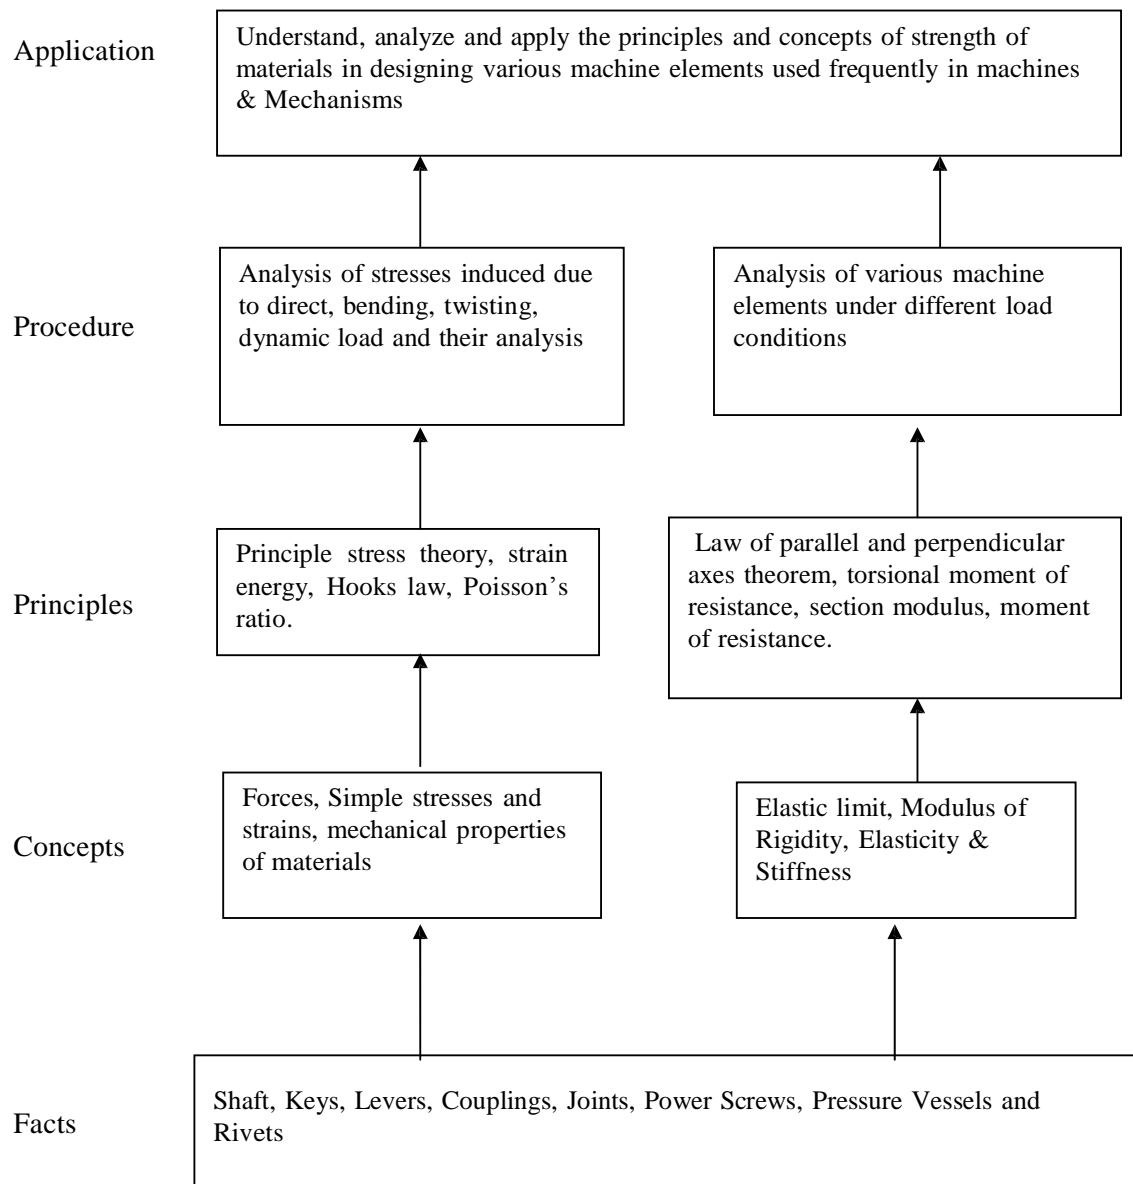 Application
Understand, analyze and apply the principles and concepts of strength of
materials in designing various machine elements used frequently in machines
& Mechanisms
Procedure
Analysis of stresses induced due
to direct, bending, twisting,
dynamic load and their analysis
Analysis of various machine
elements under different load
conditions
Principles
Principle stress theory, strain
energy, Hooks law, Poisson's
ratio.
Law of parallel and perpendicular
axes theorem, torsional moment of
resistance, section modulus, moment
of resistance.
Concepts
Forces, Simple stresses and
strains, mechanical properties
of materials
Elastic limit, Modulus of
Rigidity, Elasticity &
Stiffness
Facts
Shaft, Keys, Levers, Couplings, Joints, Power Screws, Pressure Vessels and
Rivets